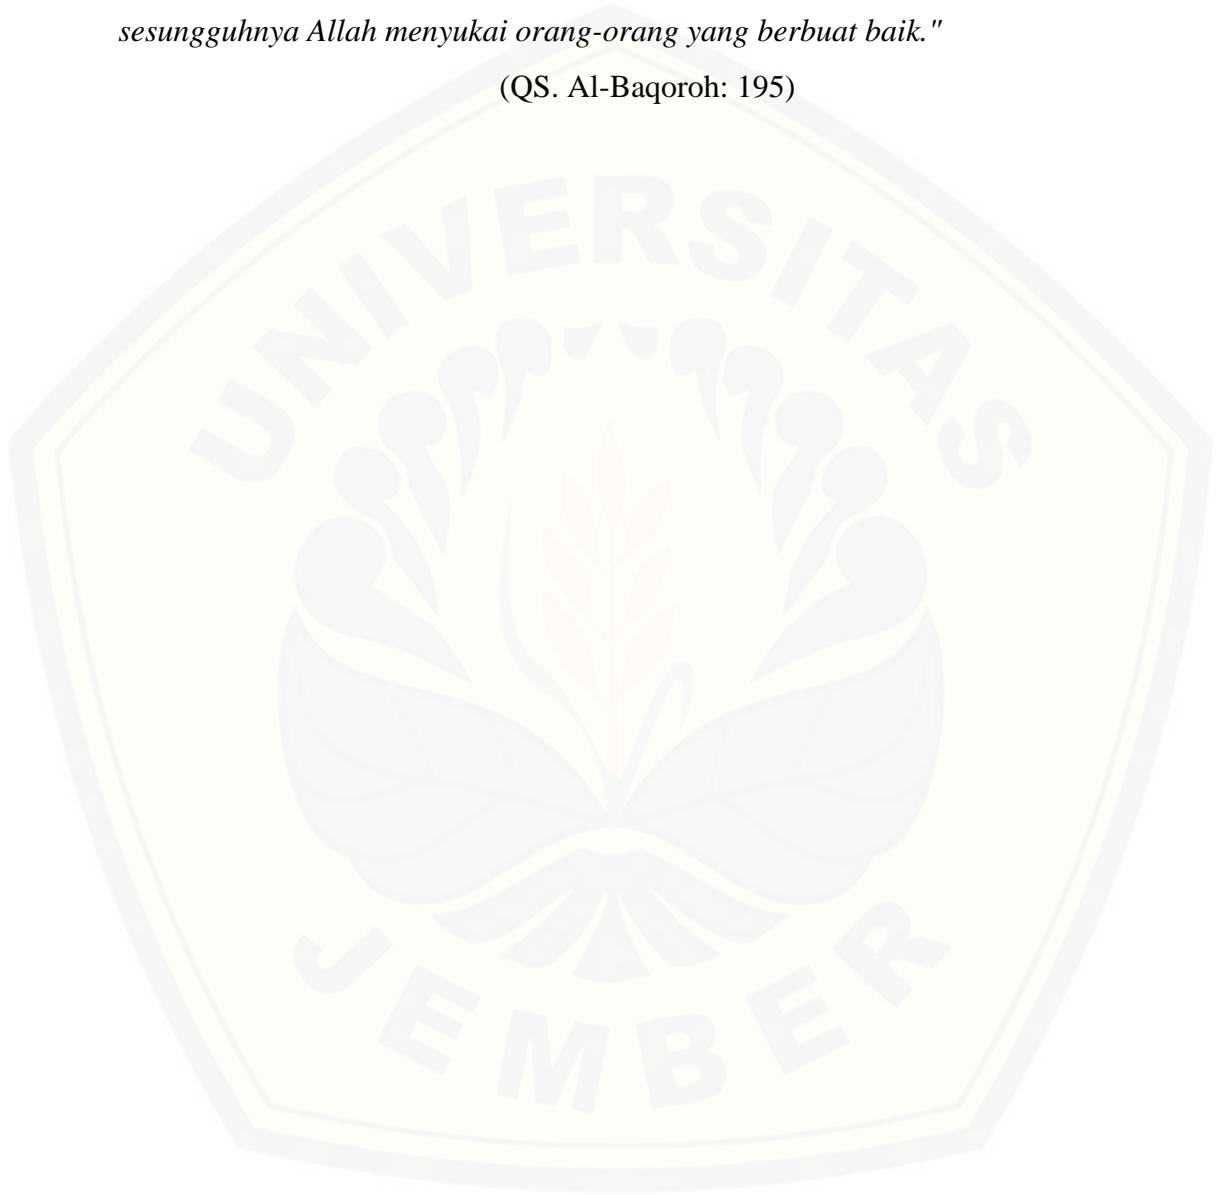 sesungguhnya Allah menyukai orang-orang yang berbuat baik."
(QS. Al-Baqoroh: 195)
UNIVERSITAS
JEMBER